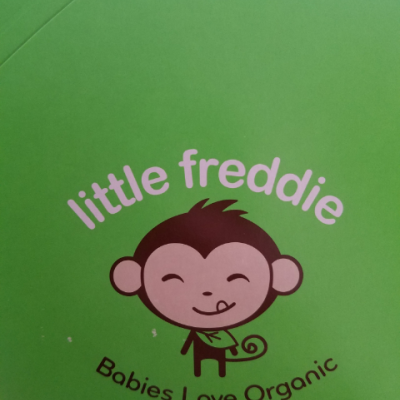 little freddie
Babies Love Organic